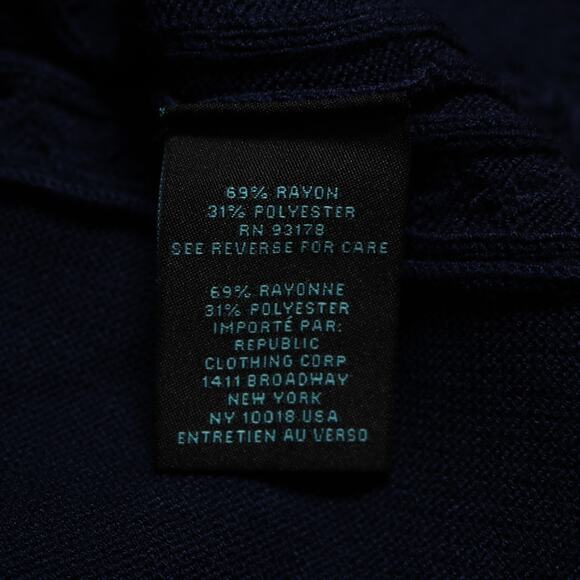 69% RAYON
31% POLYESTER
RN 93178
SEE REVERSE FOR CARE
69% RAYONNE
31% POLYESTER
IMPORTÉ PAR:
REPUBLIC
CLOTHING CORP
1411 BROADWAY
NEW YORK
NY 10018 USA
ENTRETIEN AU VERSO